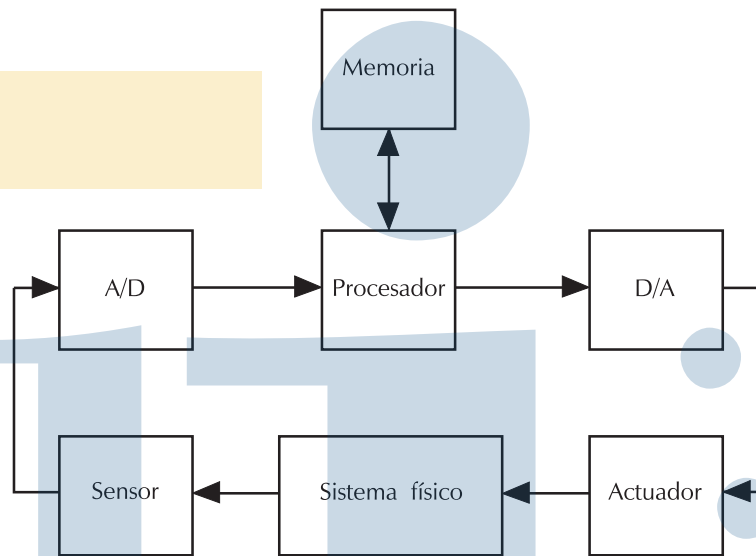 Memoria
A/D
Procesador
D/A
Sensor
Sistema físico
Actuador